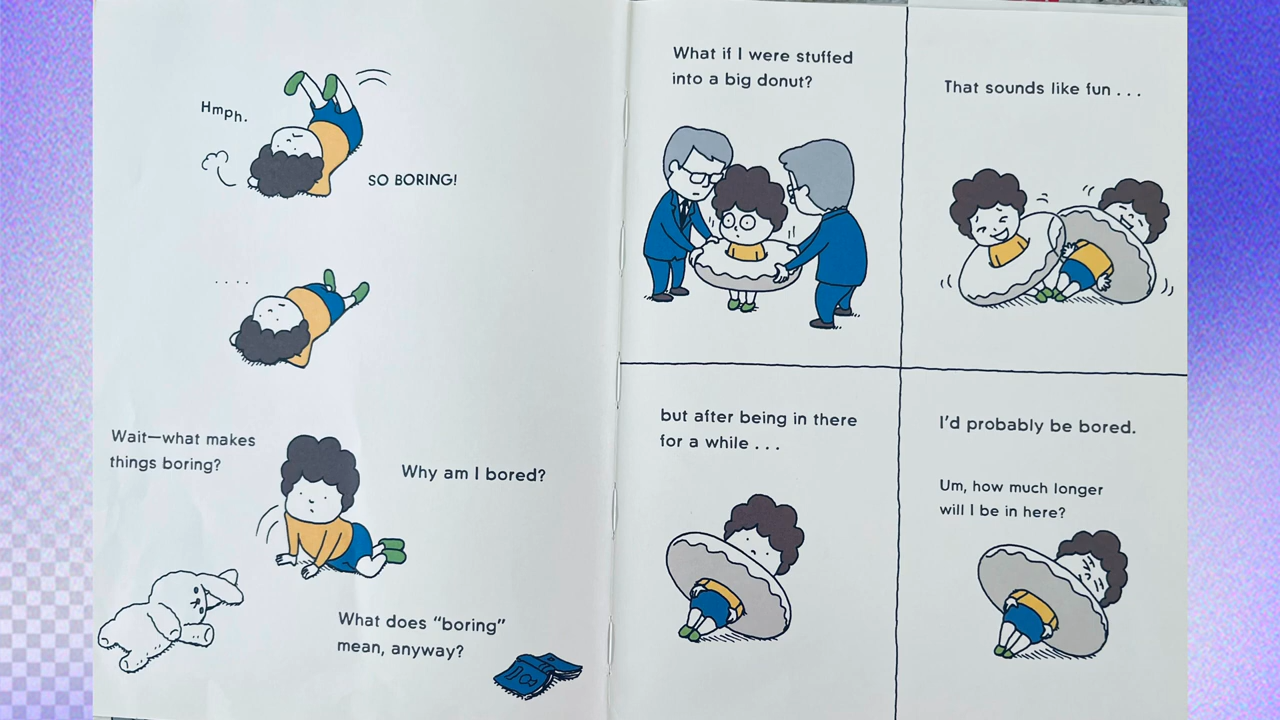 Hmph.
SO BORING!
.....
Wait—what makes
things boring?
Why am I bored?
What does “boring”
mean, anyway?
What if I were stuffed
into a big donut?
That sounds like fun . . .
but after being in there
for a while . . .
I’d probably be bored.
Um, how much longer
will I be in here?